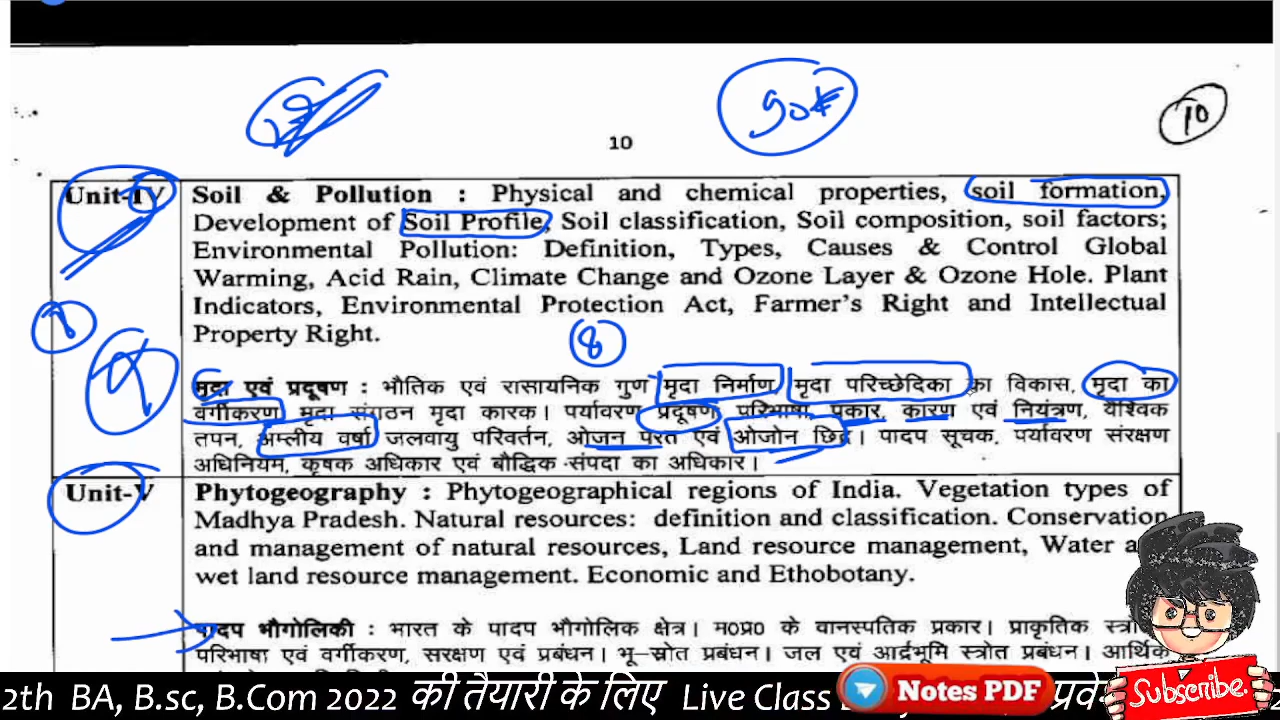 90*
10
10
Unit-IV
Soil & Pollution : Physical and chemical properties, soil formation,
Development of Soil Profile, Soil classification, Soil composition, soil factors;
Environmental Pollution: Definition, Types, Causes & Control Global
Warming, Acid Rain, Climate Change and Ozone Layer & Ozone Hole. Plant
Indicators, Environmental Protection Act, Farmer's Right and Intellectual
Property Right.
8
मृदा एवं प्रदूषण : भौतिक एवं रासायनिक गुण मृदा निर्माण, मृदा परिच्छेदिका का विकास, मृदा का
वर्गीकरण, मृदा संगठन मृदा कारक। पर्यावरण प्रदूषण परिभाषा, प्रकार, कारण एवं नियंत्रण, वैश्विक
तपन, अम्लीय वर्षा जलवायु परिवर्तन, ओजन परत एवं ओजोन छिद्र। पादप सूचक, पर्यावरण संरक्षण
अधिनियम, कृषक अधिकार एवं बौद्धिक संपदा का अधिकार।
Unit-V
Phytogeography : Phytogeographical regions of India. Vegetation types of
Madhya Pradesh. Natural resources: definition and classification. Conservation
and management of natural resources, Land resource management, Water
wet land resource management. Economic and Ethobotany.
पादप भौगोलिकी : भारत के पादप भौगोलिक क्षेत्र। म०प्र० के वानस्पतिक प्रकार। प्राकृतिक
परिभाषा एवं वर्गीकरण, सरक्षण एवं प्रबंधन। भू-स्रोत प्रबंधन। जल एवं आर्द्रभूमि स्त्रोत प्रबंधन। आर्थिक
2th BA, B.sc, B.Com 2022 की तैयारी के लिए Live Class
Notes PDF
Subscribe.